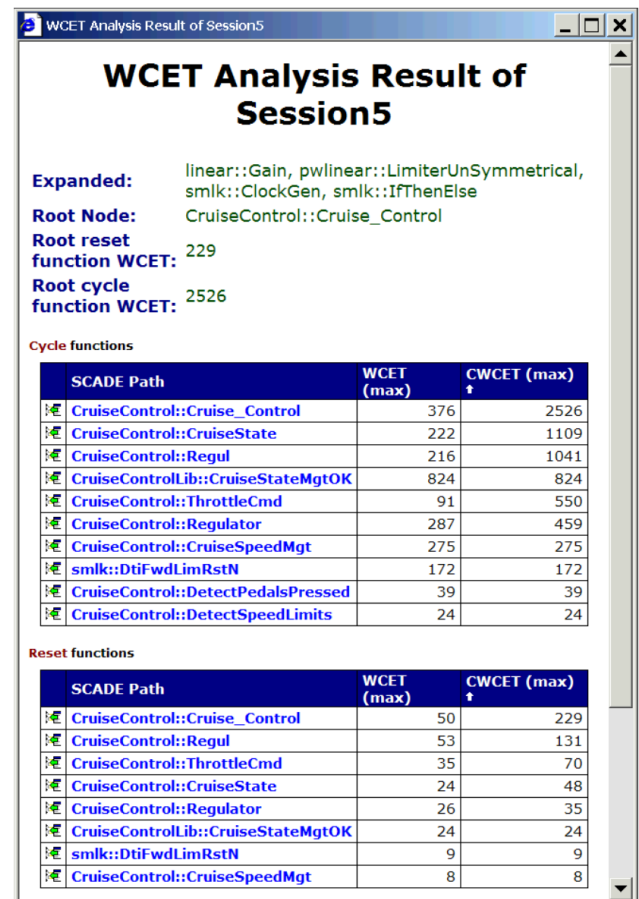 WCET Analysis Result of Session5
WCET Analysis Result of
Session5
Expanded: linear::Gain, pwlinear::LimiterUnSymmetrical,
smlk::ClockGen, smlk::IfThenElse
Root Node: CruiseControl::Cruise_Control
Root reset
function WCET: 229
Root cycle
function WCET: 2526
Cycle functions
SCADE Path WCET (max) CWCET (max)
CruiseControl::Cruise_Control 376 2526
CruiseControl::CruiseState 222 1109
CruiseControl::Regul 216 1041
CruiseControlLib::CruiseStateMgtOK 824 824
CruiseControl::ThrottleCmd 91 550
CruiseControl::Regulator 287 459
CruiseControl::CruiseSpeedMgt 275 275
smlk::DtiFwdLimRstN 172 172
CruiseControl::DetectPedalsPressed 39 39
CruiseControl::DetectSpeedLimits 24 24
Reset functions
SCADE Path WCET (max) CWCET (max)
CruiseControl::Cruise_Control 50 229
CruiseControl::Regul 53 131
CruiseControl::ThrottleCmd 35 70
CruiseControl::CruiseState 24 48
CruiseControl::Regulator 26 35
CruiseControlLib::CruiseStateMgtOK 24 24
smlk::DtiFwdLimRstN 9 9
CruiseControl::CruiseSpeedMgt 8 8